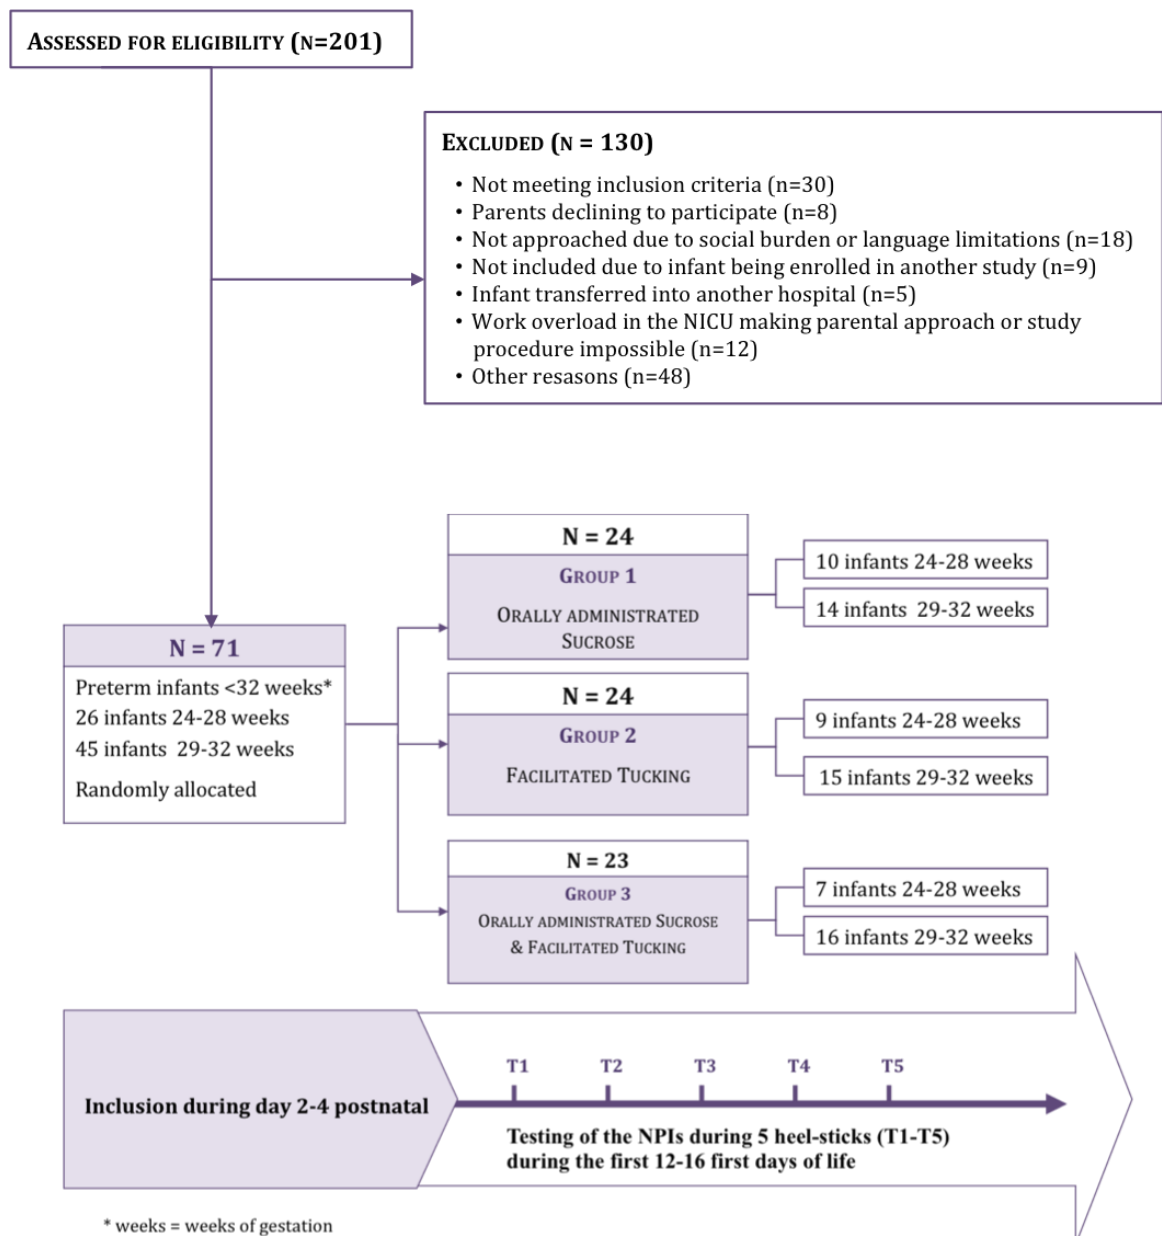 ASSESSED FOR ELIGIBILITY (N=201)
EXCLUDED (N = 130)
• Not meeting inclusion criteria (n=30)
• Parents declining to participate (n=8)
• Not approached due to social burden or language limitations (n=18)
• Not included due to infant being enrolled in another study (n=9)
• Infant transferred into another hospital (n=5)
• Work overload in the NICU making parental approach or study
procedure impossible (n=12)
• Other resasons (n=48)
N = 71
Preterm infants <32 weeks*
26 infants 24-28 weeks
45 infants 29-32 weeks
Randomly allocated
N = 24
GROUP 1
ORALLY ADMINISTRATED
SUCROSE
10 infants 24-28 weeks
14 infants 29-32 weeks
N = 24
GROUP 2
FACILITATED TUCKING
9 infants 24-28 weeks
15 infants 29-32 weeks
N = 23
GROUP 3
ORALLY ADMINISTRATED SUCROSE
& FACILITATED TUCKING
7 infants 24-28 weeks
16 infants 29-32 weeks
Inclusion during day 2-4 postnatal
T1 T2 T3 T4 T5
Testing of the NPIs during 5 heel-sticks (T1-T5)
during the first 12-16 first days of life
* weeks = weeks of gestation